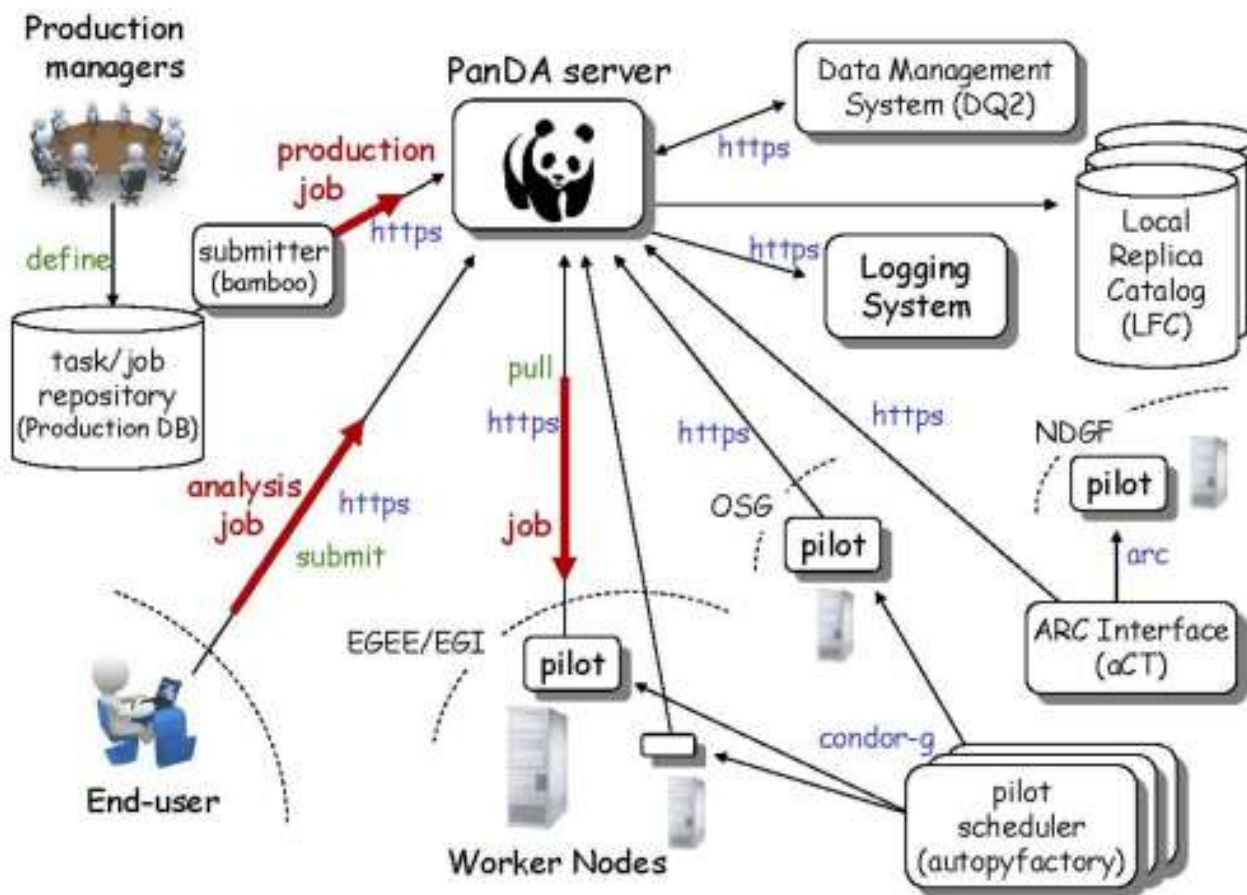 Production
managers
PanDA server
Data Management
System (DQ2)
https
production
job
https
define
submitter
(bamboo)
https
Logging
System
Local
Replica
Catalog
(LFC)
task/job
repository
(Production DB)
pull
https
https
https
NDGF
pilot
analysis
job
https
submit
job
OSG
pilot
arc
EGEE/EGI
pilot
ARC Interface
(aCT)
condor-g
End-user
Worker Nodes
pilot
scheduler
(autopyfactory)